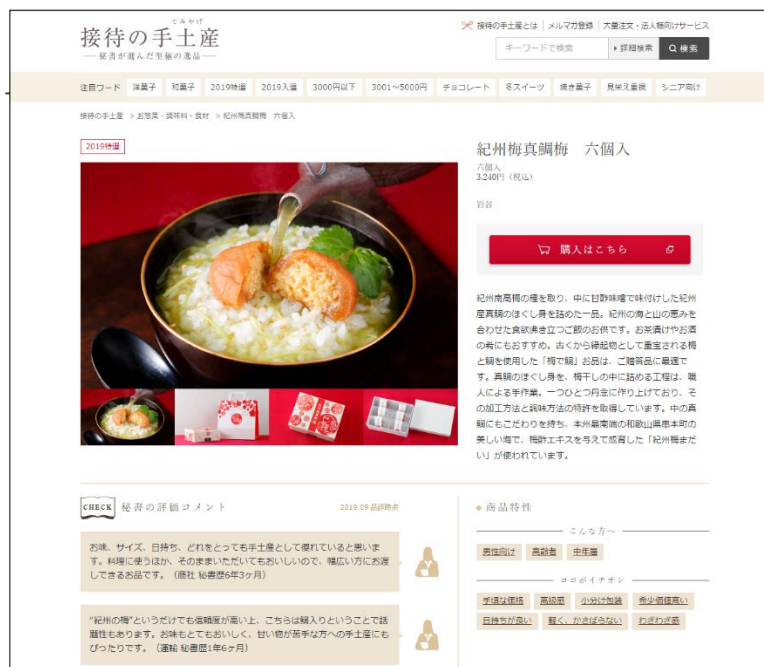 接待の手土産
てみやげ
秘書が選んだ至極の逸品
接待の手土産とは | メルマガ登録 | 大量注文・法人様向けサービス
キーワードで検索 詳細検索 検索
注目ワード 洋菓子 和菓子 2019特選 2019入選 3000円以下 3001～5000円 チョコレート 冬スイーツ 焼き菓子 見栄え重視 シニア向け
接待の手土産 > お惣菜・調味料・食材 > 紀州梅真鯛梅 六個入
2019特選
紀州梅真鯛梅 六個入
六個入
3,240円（税込）
岩谷
購入はこちら
紀州南高梅の種を取り、中に甘酢味噌で味付けした紀州
産真鯛のほぐし身を詰めた一品。紀州の海と山の恵みを
合わせた食欲沸き立つご飯のお供です。お茶漬けやお酒
の肴にもおすすめ。古くから縁起物として重宝される梅
と鯛を使用した「梅で鯛」お品は、ご贈答品に最適で
す。真鯛のほぐし身を、梅干しの中に詰める工程は、職
人による手作業。一つひとつ丹念に作り上げており、そ
の加工方法と調味方法の特許を取得しています。中の真
鯛にもこだわりを持ち、本州最南端の和歌山県串本町の
美しい海で、梅酢エキスを与えて成育した「紀州梅まだ
い」が使われています。
CHECK 秘書の評価コメント 2019.09 品評時点
お味、サイズ、日持ち、どれをとっても手土産として優れていると思いま
す。料理に使うほか、そのままいただいてもおいしいので、幅広い方にお渡
しできるお品です。（商社 秘書歴6年3ヶ月）
"紀州の梅"というだけでも信頼度が高い上、こちらは鯛入りということで話
題性もあります。お味もとてもおいしく、甘い物が苦手な方への手土産にも
ぴったりです。（運輸 秘書歴1年6ヶ月）
商品特性
こんな方へ
男性向け 高齢者 中年層
ココがイチオシ
手頃な価格 高級感 小分け包装 希少価値高い
日持ちが良い 軽く、かさばらない わざわざ感